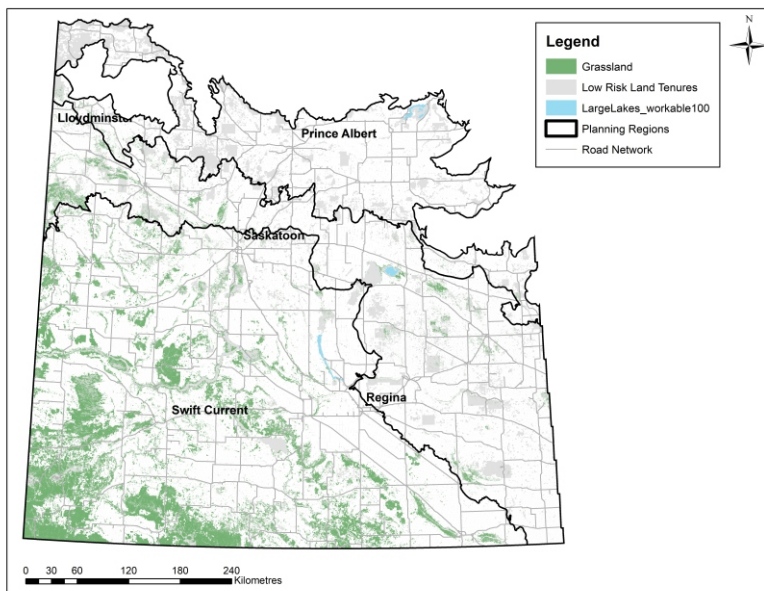 N
Legend
Grassland
Low Risk Land Tenures
LargeLakes_workable100
Planning Regions
Road Network
Lloydminster
Prince Albert
Saskatoon
Regina
Swift Current
0 30 60 120 180 240
Kilometres